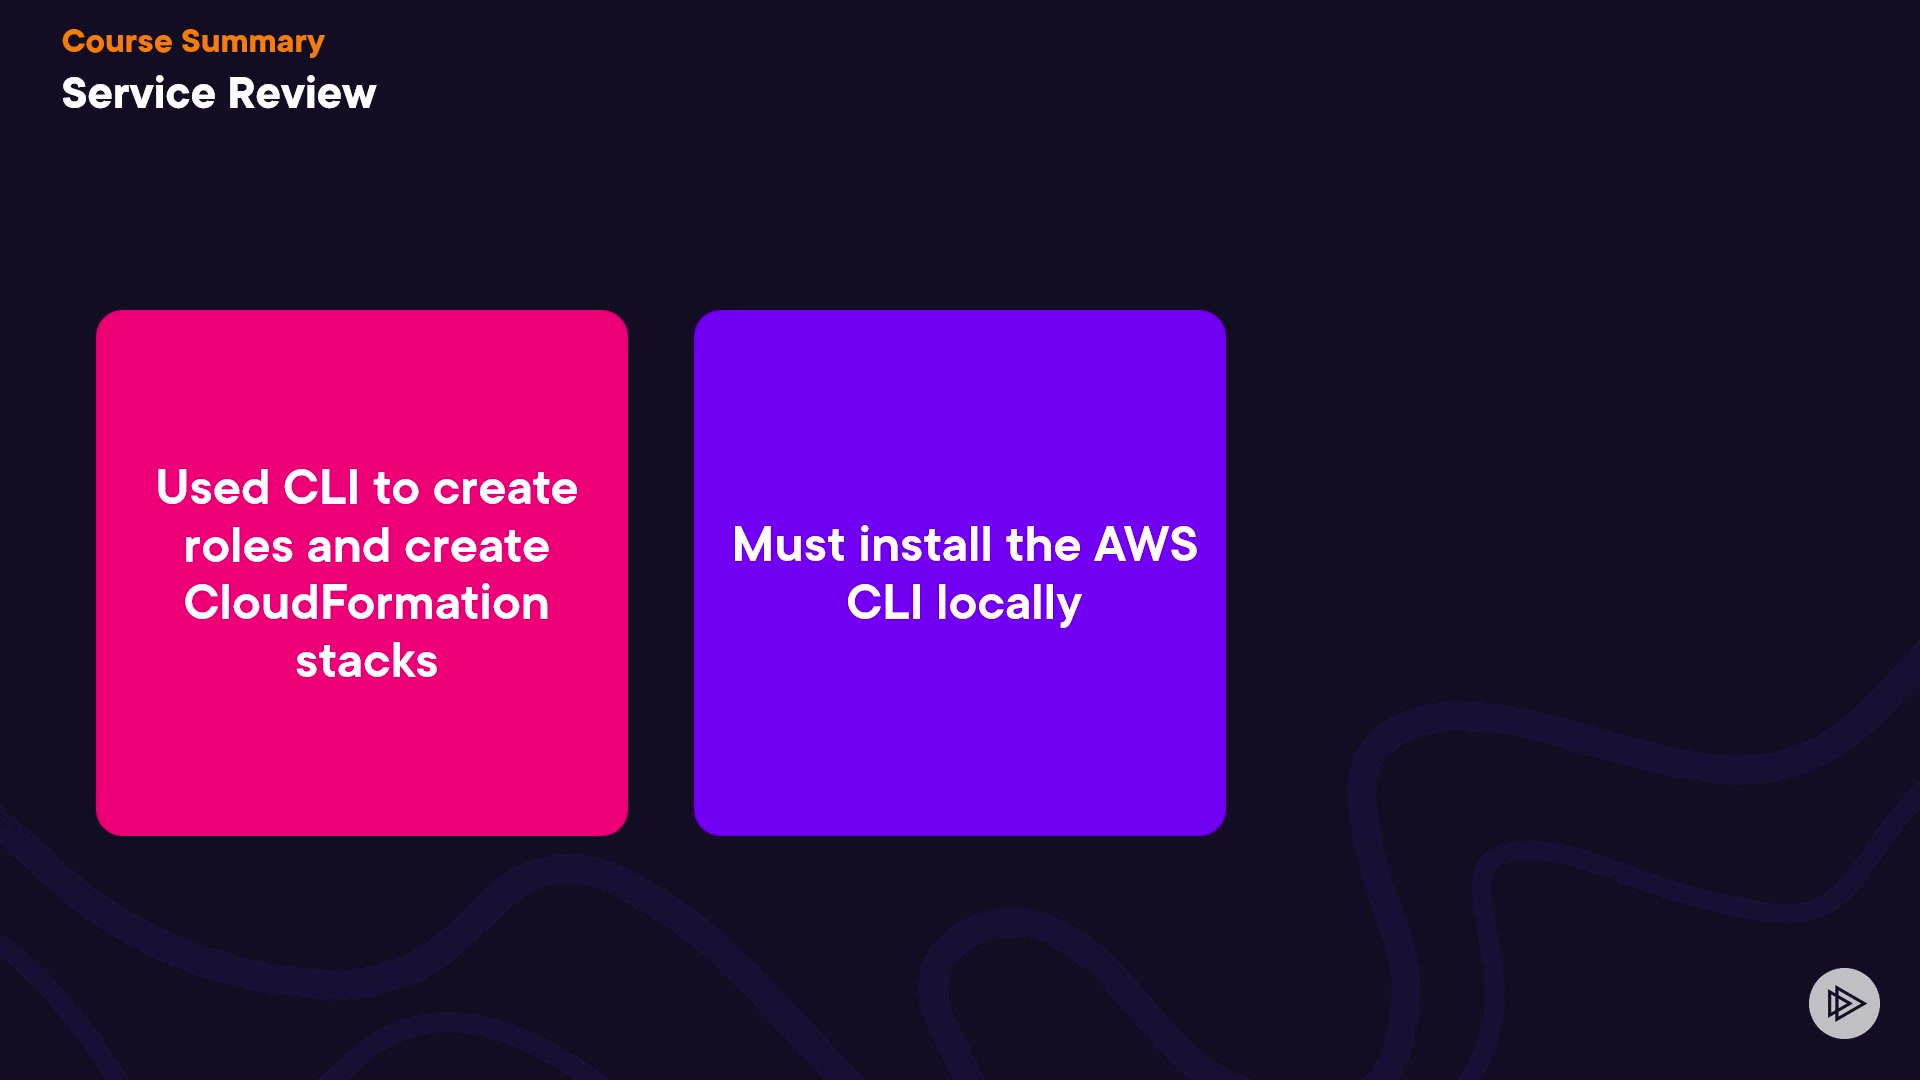 Course Summary
Service Review
Used CLI to create
roles and create
CloudFormation
stacks
Must install the AWS
CLI locally